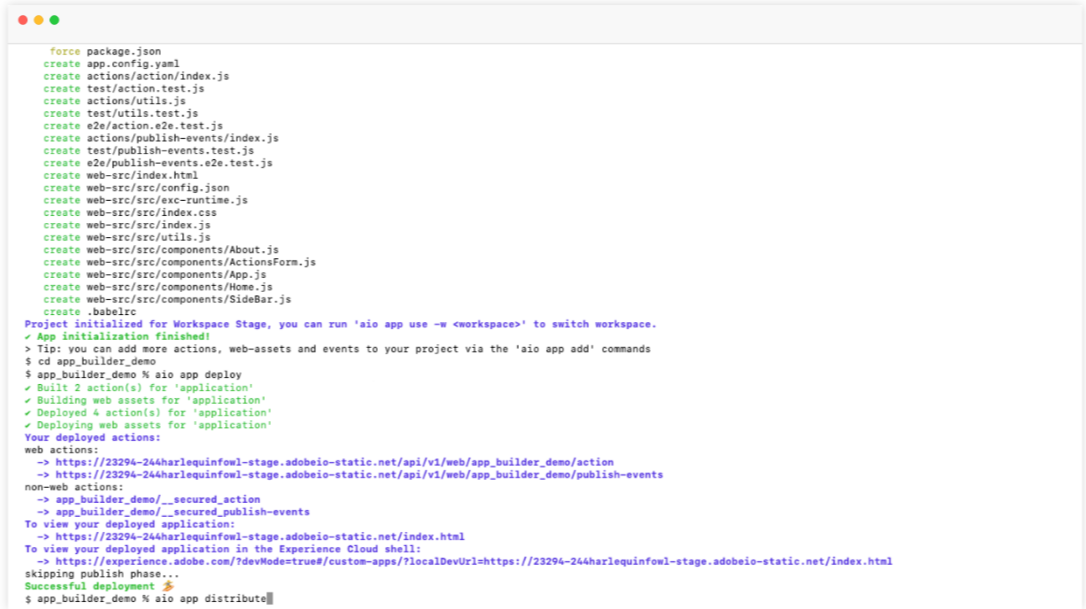 force package.json
create app.config.yaml
create actions/action/index.js
create test/action.test.js
create actions/utils.js
create test/utils.test.js
create e2e/action.e2e.test.js
create actions/publish-events/index.js
create test/publish-events.test.js
create e2e/publish-events.e2e.test.js
create web-src/index.html
create web-src/src/config.json
create web-src/src/exc-runtime.js
create web-src/src/index.css
create web-src/src/index.js
create web-src/src/utils.js
create web-src/src/components/About.js
create web-src/src/components/ActionsForm.js
create web-src/src/components/App.js
create web-src/src/components/Home.js
create web-src/src/components/SideBar.js
create .babelrc
Project initialized for Workspace Stage, you can run 'aio app use -w <workspace>' to switch workspace.
✔ App initialization finished!
> Tip: you can add more actions, web-assets and events to your project via the 'aio app add' commands
$ cd app_builder_demo
$ app_builder_demo % aio app deploy
✔ Built 2 action(s) for 'application'
✔ Building web assets for 'application'
✔ Deployed 4 action(s) for 'application'
✔ Deploying web assets for 'application'
Your deployed actions:
web actions:
-> https://23294-244harlequinfowl-stage.adobeio-static.net/api/v1/web/app_builder_demo/action
-> https://23294-244harlequinfowl-stage.adobeio-static.net/api/v1/web/app_builder_demo/publish-events
non-web actions:
-> app_builder_demo/__secured_action
-> app_builder_demo/__secured_publish-events
To view your deployed application:
-> https://23294-244harlequinfowl-stage.adobeio-static.net/index.html
To view your deployed application in the Experience Cloud shell:
-> https://experience.adobe.com/?devMode=true#/custom-apps/?localDevUrl=https://23294-244harlequinfowl-stage.adobeio-static.net/index.html
skipping publish phase...
Successful deployment 🏄
$ app_builder_demo % aio app distribute